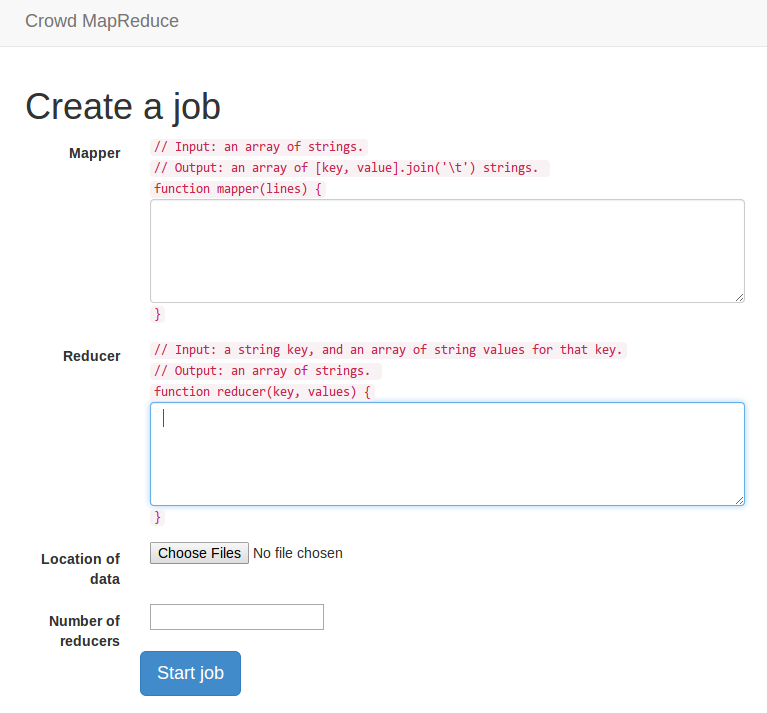 Crowd MapReduce
Create a job
Mapper
// Input: an array of strings.
// Output: an array of [key, value].join('\t') strings.
function mapper(lines) {
}
Reducer
// Input: a string key, and an array of string values for that key.
// Output: an array of strings.
function reducer(key, values) {
}
Location of
data
Choose Files No file chosen
Number of
reducers
Start job